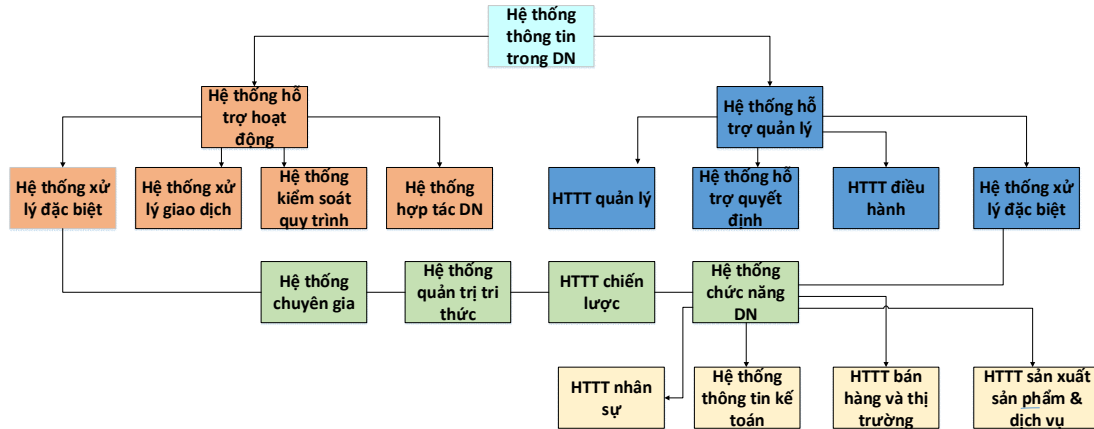 Hệ thống
thông tin
trong DN
Hệ thống hỗ
trợ hoạt
động
Hệ thống hỗ
trợ quản lý
Hệ thống xử
lý đặc biệt
Hệ thống xử
lý giao dịch
Hệ thống
kiểm soát
quy trình
Hệ thống
hợp tác DN
HTTT quản lý
Hệ thống hỗ
trợ quyết
định
HTTT điều
hành
Hệ thống xử
lý đặc biệt
Hệ thống
chuyên gia
Hệ thống
quản trị tri
thức
HTTT chiến
lược
Hệ thống
chức năng
DN
HTTT nhân
sự
Hệ thống
thông tin kế
toán
HTTT bán
hàng và thị
trường
HTTT sản xuất
sản phẩm &
dịch vụ